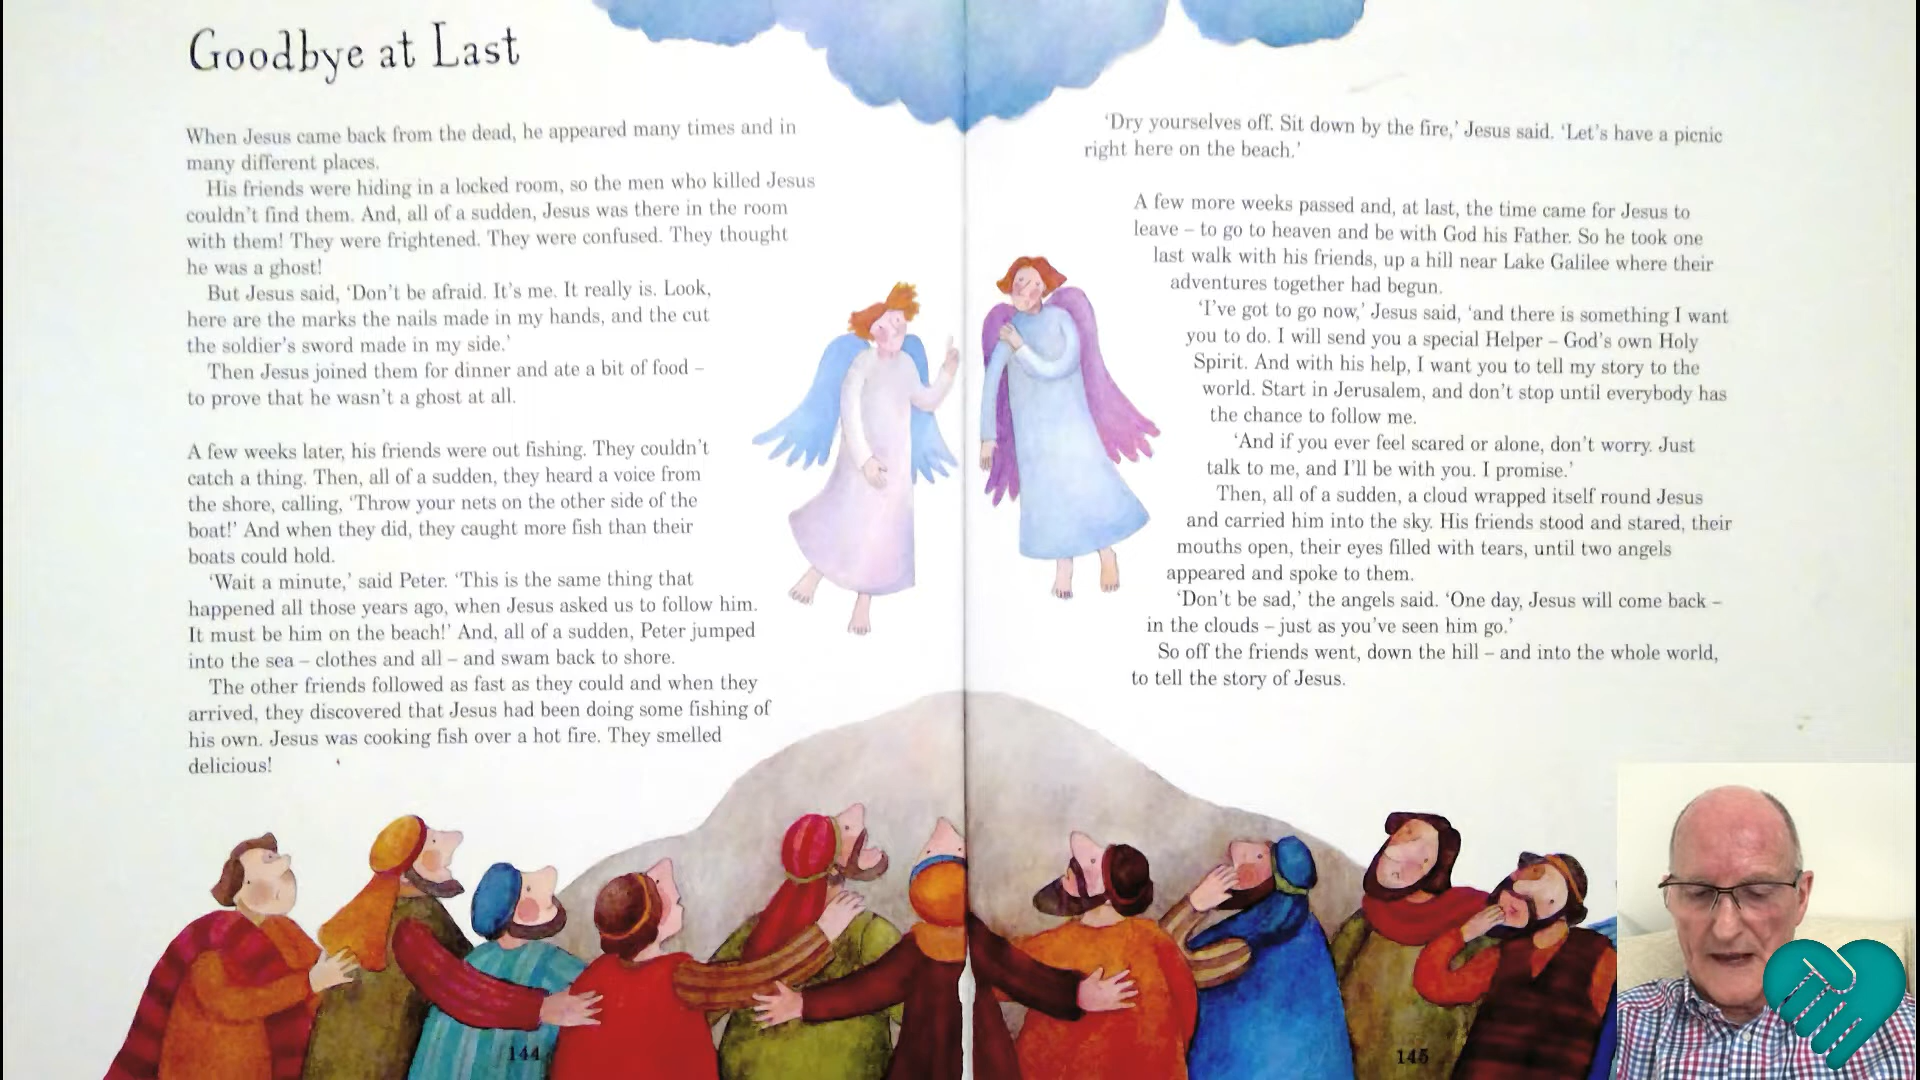 Goodbye at Last
When Jesus came back from the dead, he appeared many times and in
many different places.
His friends were hiding in a locked room, so the men who killed Jesus
couldn't find them. And, all of a sudden, Jesus was there in the room
with them! They were frightened. They were confused. They thought
he was a ghost!
But Jesus said, 'Don't be afraid. It's me. It really is. Look,
here are the marks the nails made in my hands, and the cut
the soldier's sword made in my side.'
Then Jesus joined them for dinner and ate a bit of food –
to prove that he wasn't a ghost at all.
A few weeks later, his friends were out fishing. They couldn't
catch a thing. Then, all of a sudden, they heard a voice from
the shore, calling, 'Throw your nets on the other side of the
boat!' And when they did, they caught more fish than their
boats could hold.
'Wait a minute,' said Peter. 'This is the same thing that
happened all those years ago, when Jesus asked us to follow him.
It must be him on the beach!' And, all of a sudden, Peter jumped
into the sea – clothes and all – and swam back to shore.
The other friends followed as fast as they could and when they
arrived, they discovered that Jesus had been doing some fishing of
his own. Jesus was cooking fish over a hot fire. They smelled
delicious!
144
'Dry yourselves off. Sit down by the fire,' Jesus said. 'Let's have a picnic
right here on the beach.'
A few more weeks passed and, at last, the time came for Jesus to
leave – to go to heaven and be with God his Father. So he took one
last walk with his friends, up a hill near Lake Galilee where their
adventures together had begun.
'I've got to go now,' Jesus said, 'and there is something I want
you to do. I will send you a special Helper – God's own Holy
Spirit. And with his help, I want you to tell my story to the
world. Start in Jerusalem, and don't stop until everybody has
the chance to follow me.
'And if you ever feel scared or alone, don't worry. Just
talk to me, and I'll be with you. I promise.'
Then, all of a sudden, a cloud wrapped itself round Jesus
and carried him into the sky. His friends stood and stared, their
mouths open, their eyes filled with tears, until two angels
appeared and spoke to them.
'Don't be sad,' the angels said. 'One day, Jesus will come back –
in the clouds – just as you've seen him go.'
So off the friends went, down the hill – and into the whole world,
to tell the story of Jesus.
145